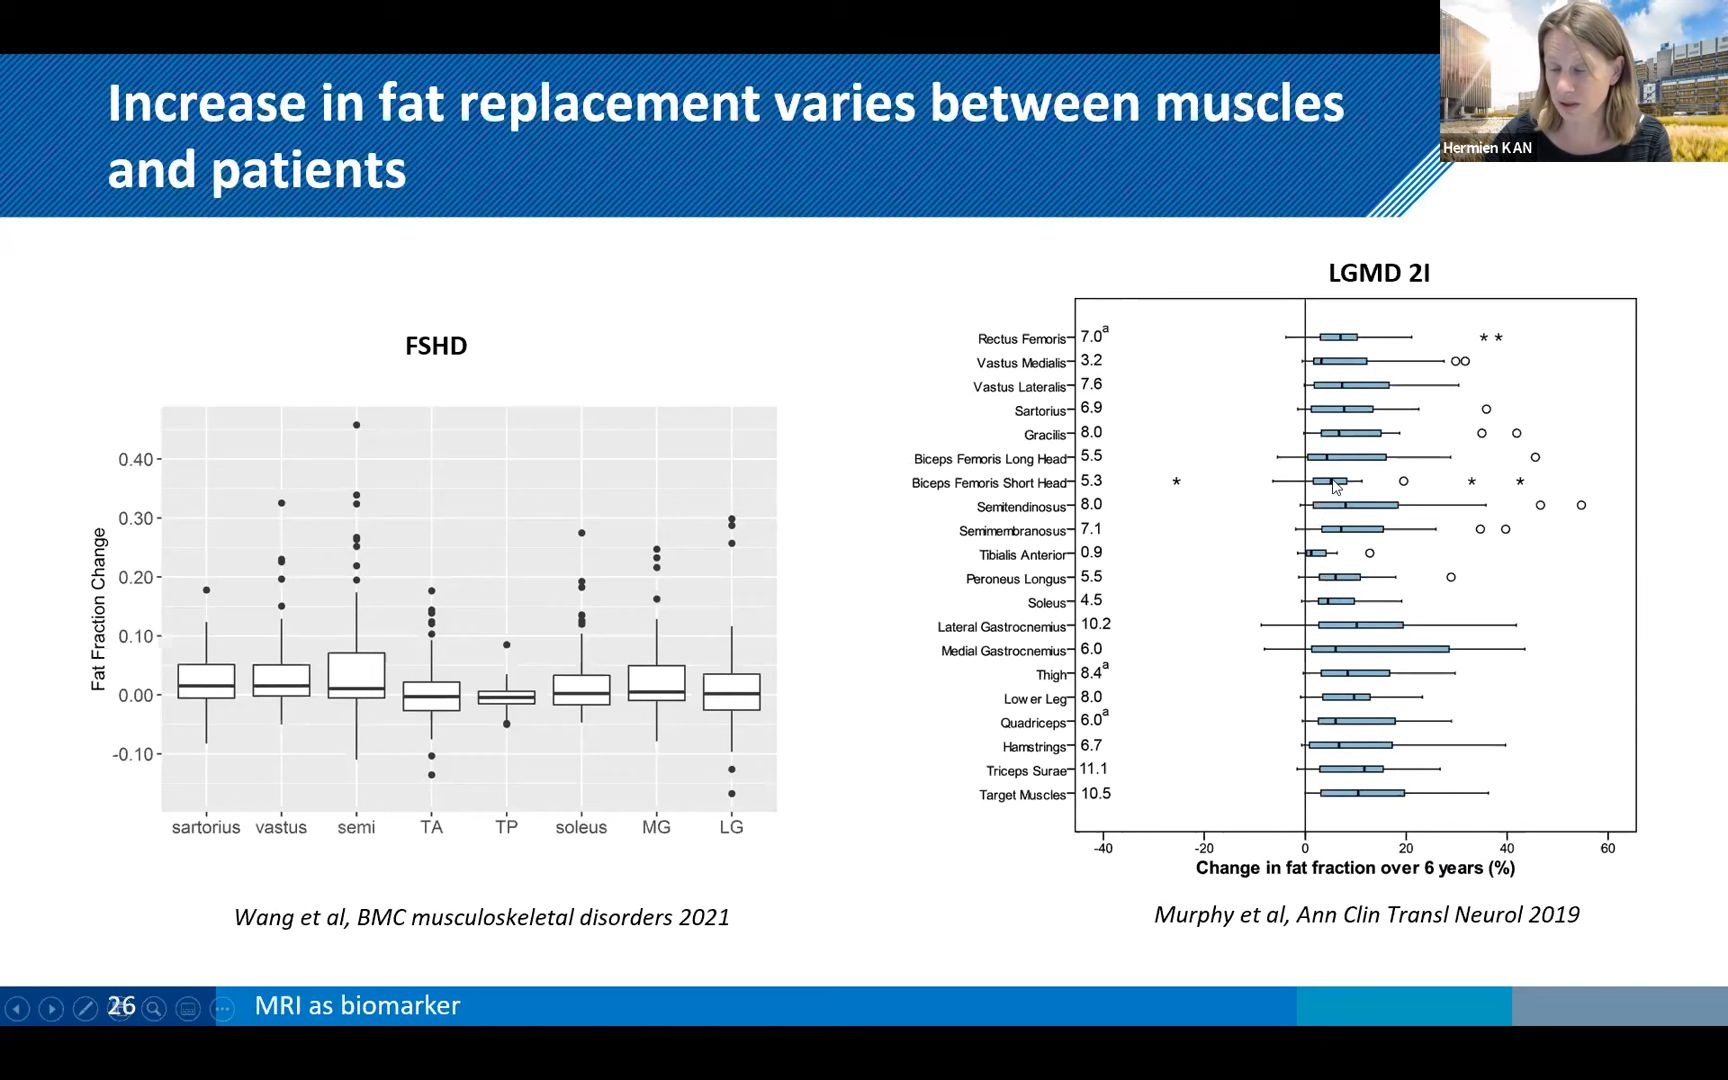 Increase in fat replacement varies between muscles
and patients
Hermien KAN
FSHD
Fat Fraction Change
0.40
0.30
0.20
0.10
0.00
-0.10
sartorius vastus semi TA TP soleus MG LG
Wang et al, BMC musculoskeletal disorders 2021
LGMD 2I
Rectus Femoris 7.0a
Vastus Medialis 3.2
Vastus Lateralis 7.6
Sartorius 6.9
Gracilis 8.0
Biceps Femoris Long Head 5.5
Biceps Femoris Short Head 5.3
Semitendinosus 8.0
Semimembranosus 7.1
Tibialis Anterior 0.9
Peroneus Longus 5.5
Soleus 4.5
Lateral Gastrocnemius 10.2
Medial Gastrocnemius 6.0
Thigh 8.4a
Lower Leg 8.0
Quadriceps 6.0a
Hamstrings 6.7
Triceps Surae 11.1
Target Muscles 10.5
-40 -20 0 20 40 60
Change in fat fraction over 6 years (%)
Murphy et al, Ann Clin Transl Neurol 2019
26 MRI as biomarker